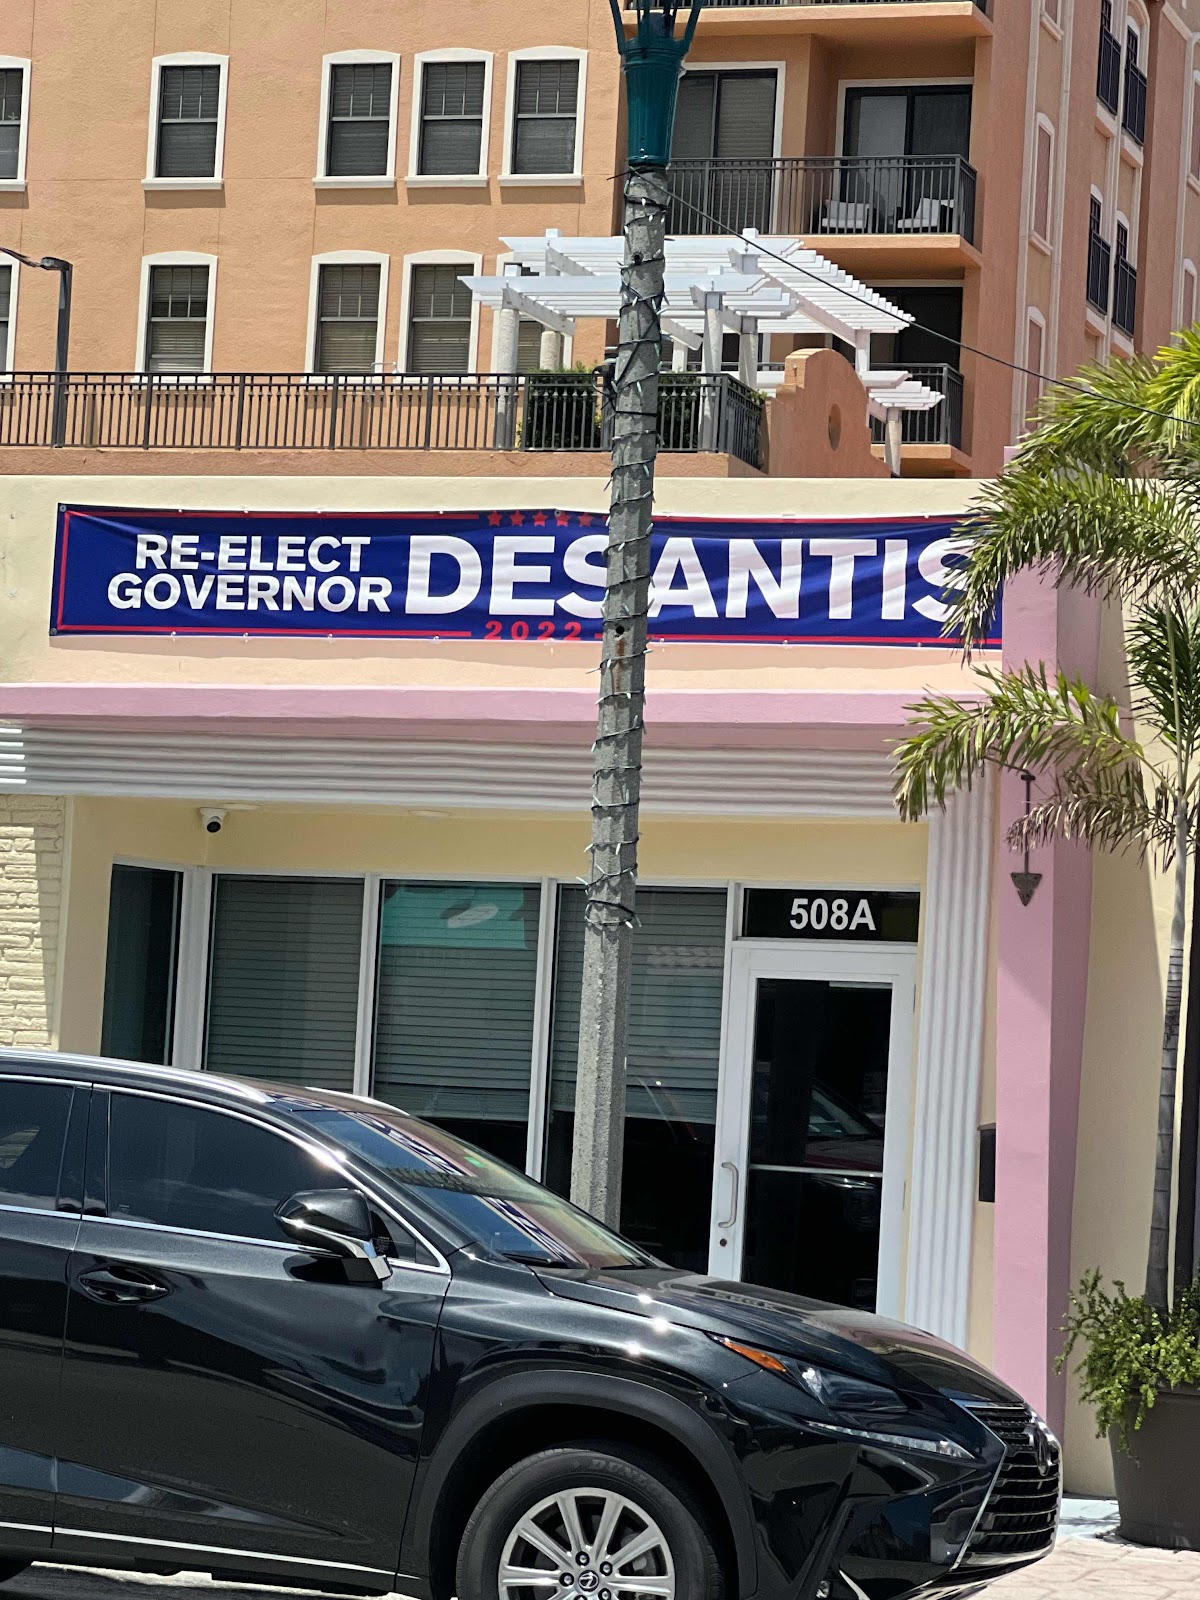 RE-ELECT
GOVERNOR
DESANTIS
2022
508A